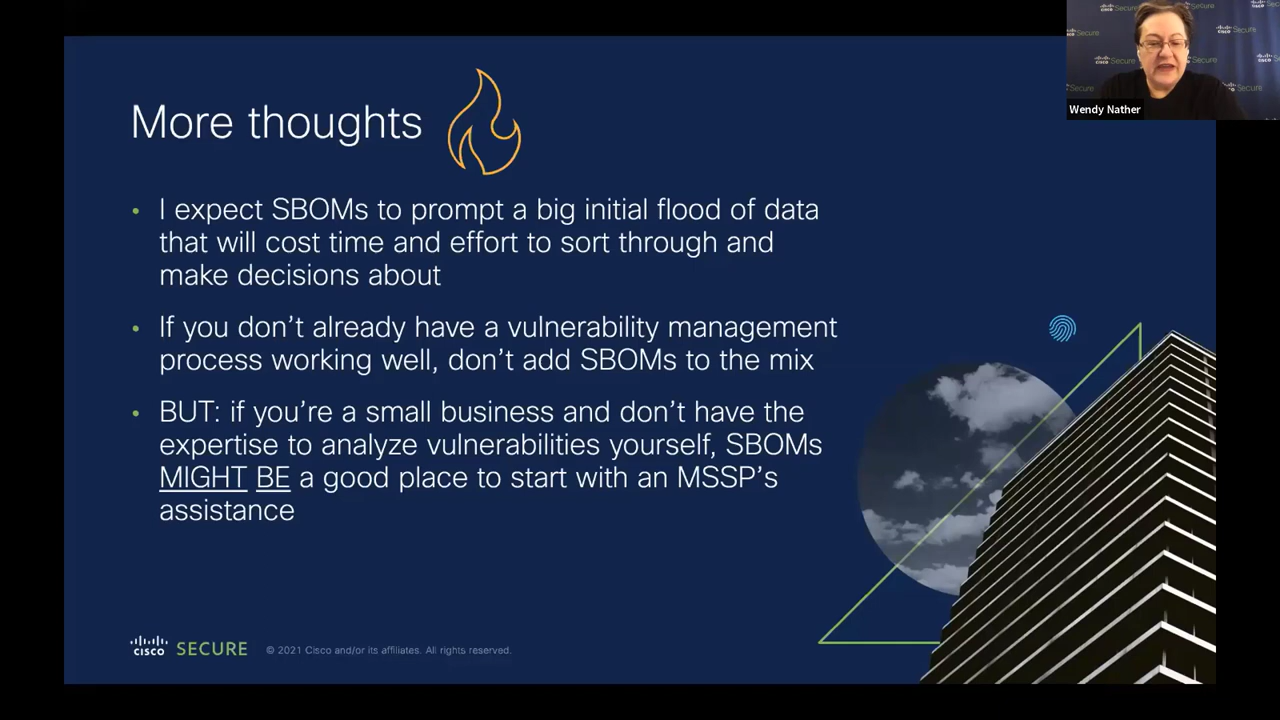 More thoughts
• I expect SBOMs to prompt a big initial flood of data
that will cost time and effort to sort through and
make decisions about
• If you don’t already have a vulnerability management
process working well, don’t add SBOMs to the mix
• BUT: if you’re a small business and don’t have the
expertise to analyze vulnerabilities yourself, SBOMs
MIGHT BE a good place to start with an MSSP’s
assistance
CISCO SECURE © 2021 Cisco and/or its affiliates. All rights reserved.
Wendy Nather
CISCO Secure